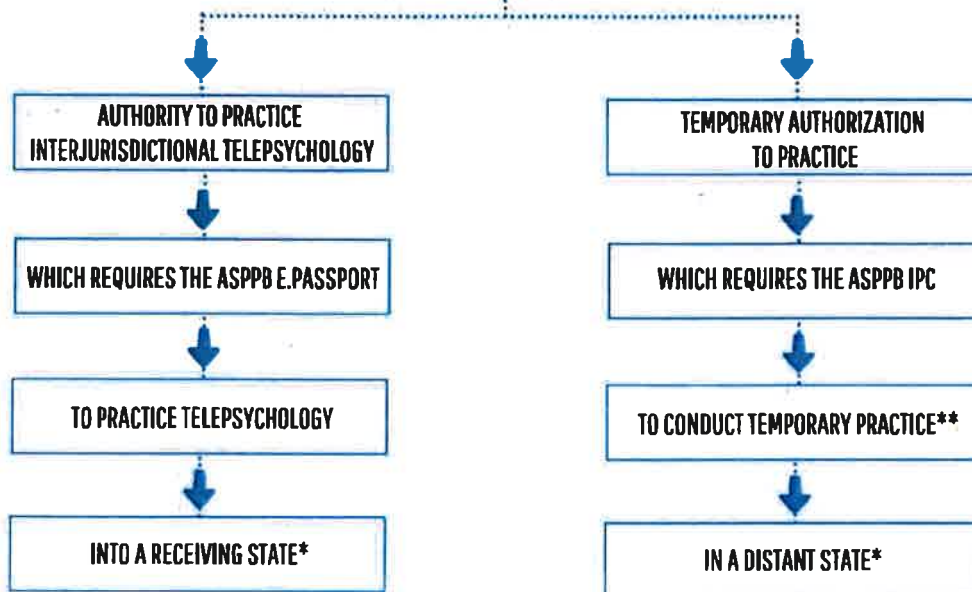 AUTHORITY TO PRACTICE
INTERJURISDICTIONAL TELEPSYCHOLOGY
WHICH REQUIRES THE ASPPB E.PASSPORT
TO PRACTICE TELEPSYCHOLOGY
INTO A RECEIVING STATE*
TEMPORARY AUTHORIZATION
TO PRACTICE
WHICH REQUIRES THE ASPPB IPC
TO CONDUCT TEMPORARY PRACTICE**
IN A DISTANT STATE*